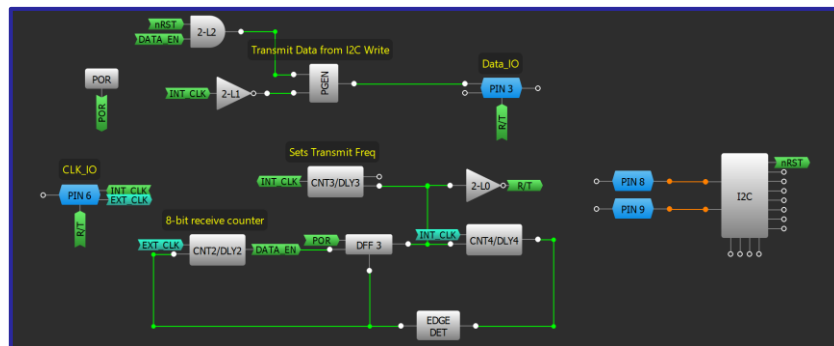 nRST
DATA_EN
2-L2
Transmit Data from I2C Write
POR
POR
INT_CLK
2-L1
PGEN
Data_IO
PIN 3
R/T
Sets Transmit Freq
CLK_IO
INT_CLK
CNT3/DLY3
2-L0
R/T
PIN 6
INT_CLK
EXT_CLK
R/T
8-bit receive counter
EXT_CLK
CNT2/DLY2
DATA_EN
POR
DFF 3
INT_CLK
CNT4/DLY4
EDGE
DET
PIN 8
PIN 9
I2C
nRST